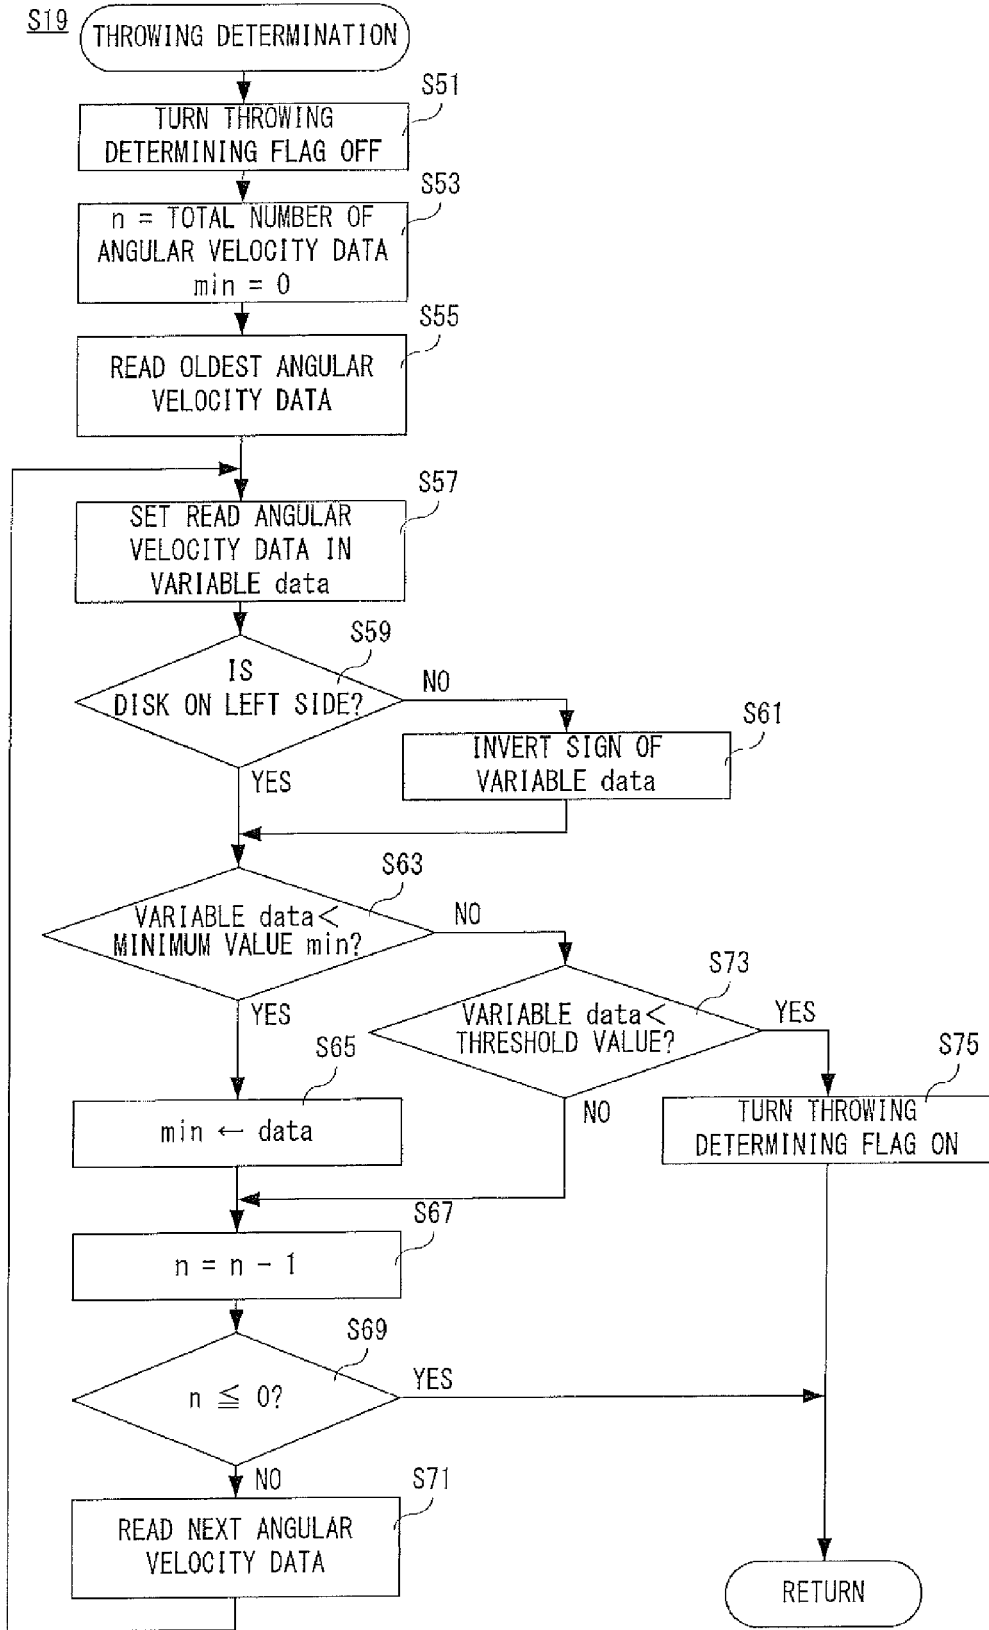 S19
THROWING DETERMINATION
S51
TURN THROWING
DETERMINING FLAG OFF
S53
n = TOTAL NUMBER OF
ANGULAR VELOCITY DATA
min = 0
S55
READ OLDEST ANGULAR
VELOCITY DATA
S57
SET READ ANGULAR
VELOCITY DATA IN
VARIABLE data
S59
IS
DISK ON LEFT SIDE?
NO
YES
S61
INVERT SIGN OF
VARIABLE data
S63
VARIABLE data<
MINIMUM VALUE min?
NO
YES
S73
VARIABLE data<
THRESHOLD VALUE?
YES
NO
S65
min ← data
S75
TURN THROWING
DETERMINING FLAG ON
S67
n = n - 1
S69
n ≦ 0?
YES
NO
S71
READ NEXT ANGULAR
VELOCITY DATA
RETURN